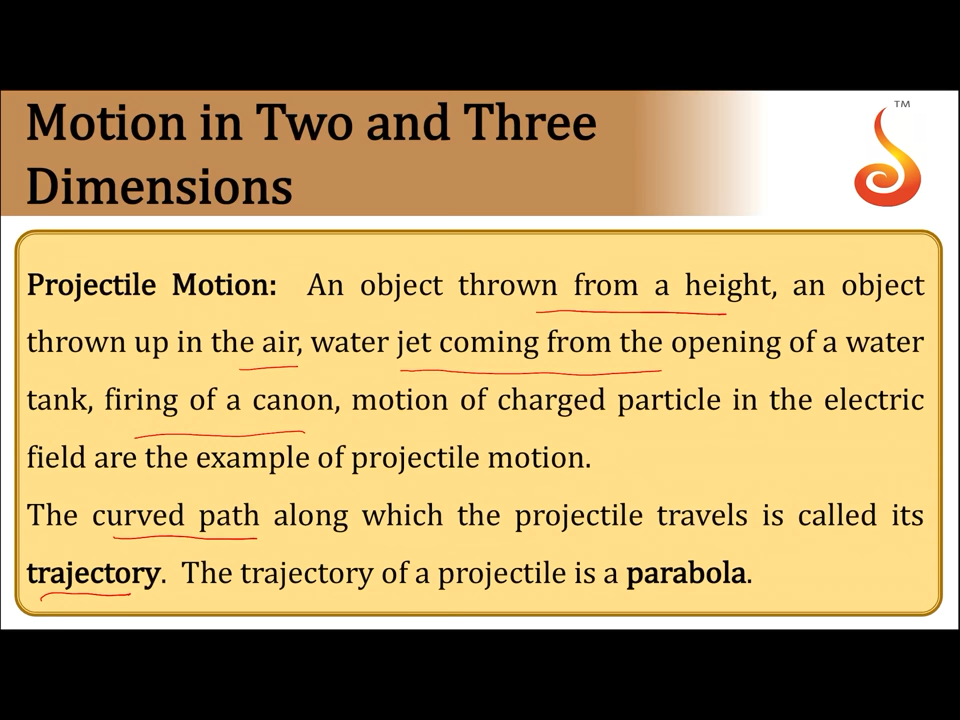 Motion in Two and Three
Dimensions
TM
Projectile Motion: An object thrown from a height, an object
thrown up in the air, water jet coming from the opening of a water
tank, firing of a canon, motion of charged particle in the electric
field are the example of projectile motion.
The curved path along which the projectile travels is called its
trajectory. The trajectory of a projectile is a parabola.